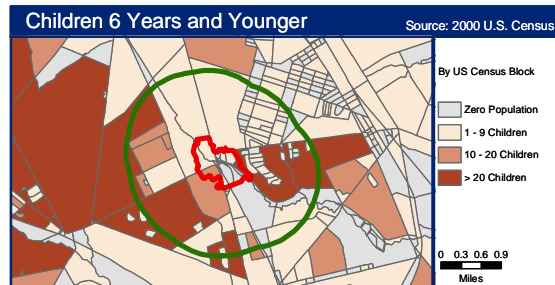 Children 6 Years and Younger
Source: 2000 U.S. Census
By US Census Block
Zero Population
1 - 9 Children
10 - 20 Children
> 20 Children
0 0.3 0.6 0.9
Miles